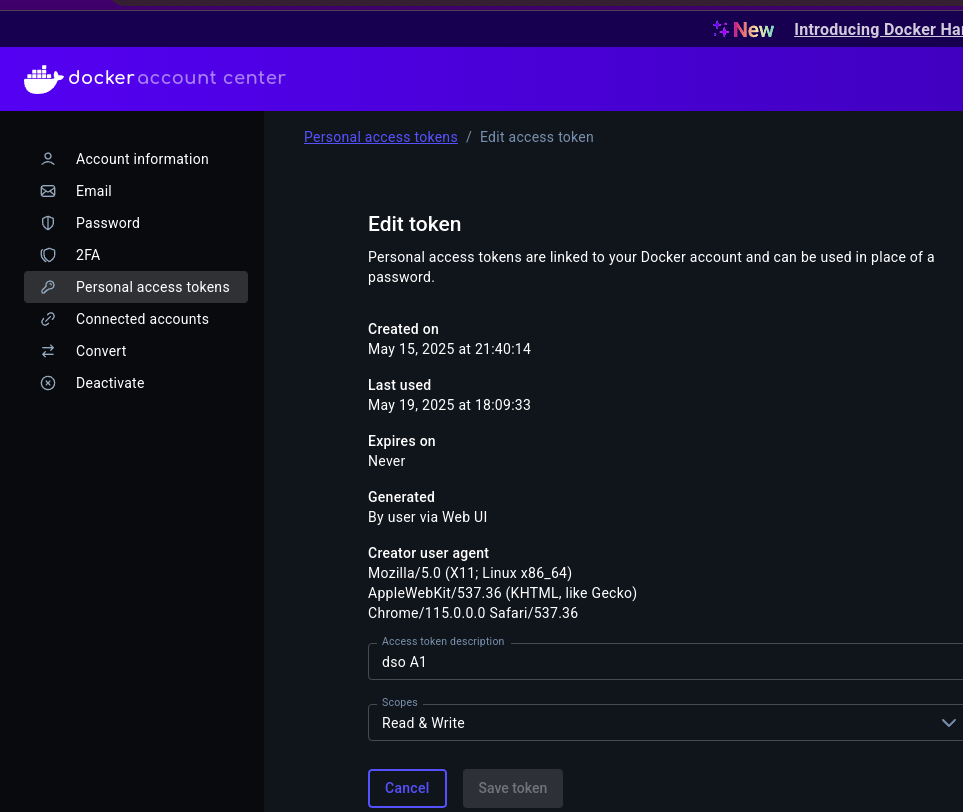 New Introducing Docker Har
docker account center
Personal access tokens / Edit access token
Account information
Email
Password
2FA
Personal access tokens
Connected accounts
Convert
Deactivate
Edit token
Personal access tokens are linked to your Docker account and can be used in place of a
password.
Created on
May 15, 2025 at 21:40:14
Last used
May 19, 2025 at 18:09:33
Expires on
Never
Generated
By user via Web UI
Creator user agent
Mozilla/5.0 (X11; Linux x86_64)
AppleWebKit/537.36 (KHTML, like Gecko)
Chrome/115.0.0.0 Safari/537.36
Access token description
dso A1
Scopes
Read & Write
Cancel Save token